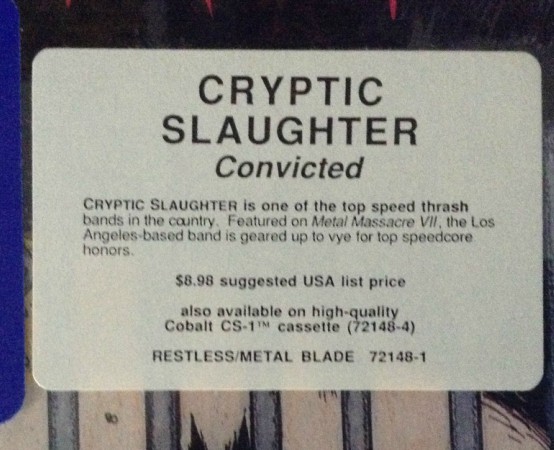 CRYPTIC
SLAUGHTER
Convicted
CRYPTIC SLAUGHTER is one of the top speed thrash
bands in the country. Featured on Metal Massacre VII, the Los
Angeles-based band is geared up to vye for top speedcore
honors.
$8.98 suggested USA list price
also available on high-quality
Cobalt CS-1™ cassette (72148-4)
RESTLESS/METAL BLADE 72148-1